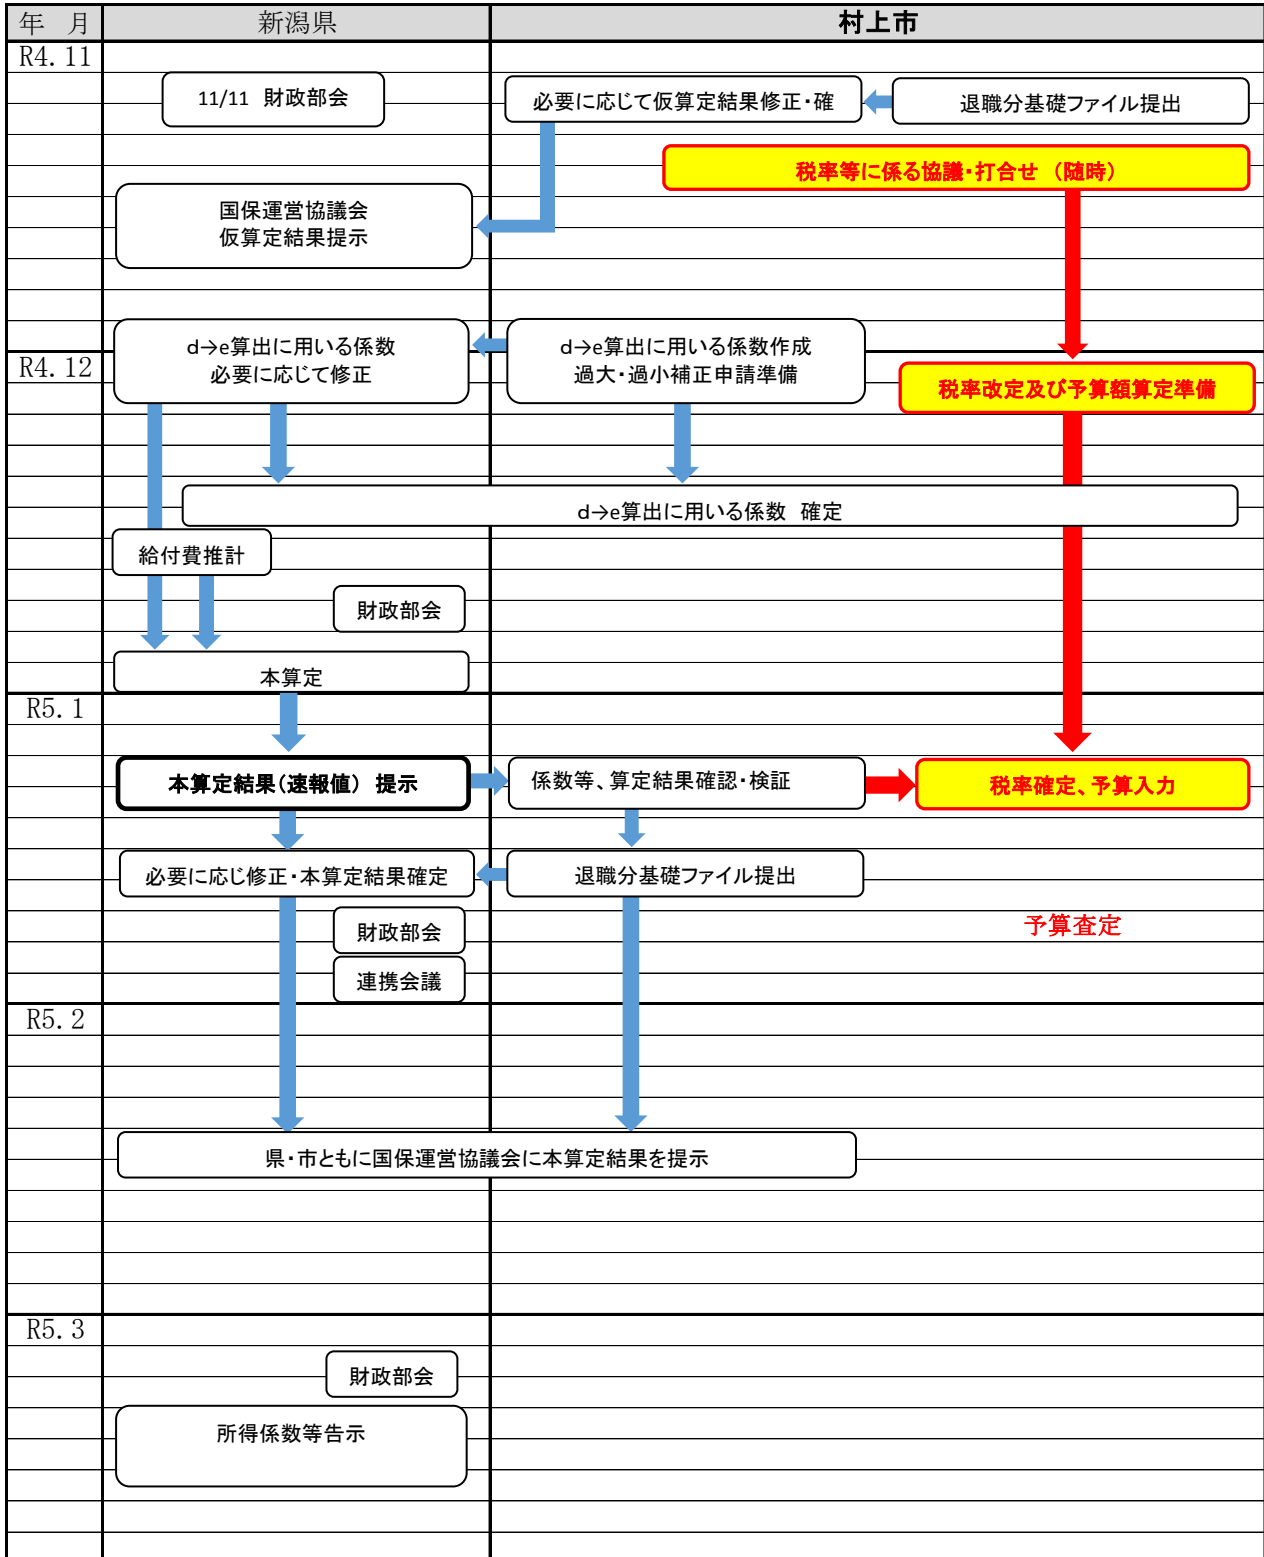 年　月
新潟県
村上市
R4.11
11/11　財政部会
必要に応じて仮算定結果修正・確
退職分基礎ファイル提出
税率等に係る協議・打合せ　（随時）
国保運営協議会
仮算定結果提示
R4.12
d→e算出に用いる係数
必要に応じて修正
d→e算出に用いる係数作成
過大・過小補正申請準備
税率改定及び予算額算定準備
d→e算出に用いる係数　確定
給付費推計
財政部会
本算定
R5.1
本算定結果（速報値）　提示
係数等、算定結果確認・検証
税率確定、予算入力
必要に応じ修正・本算定結果確定
退職分基礎ファイル提出
財政部会
予算査定
連携会議
R5.2
県・市ともに国保運営協議会に本算定結果を提示
R5.3
財政部会
所得係数等告示